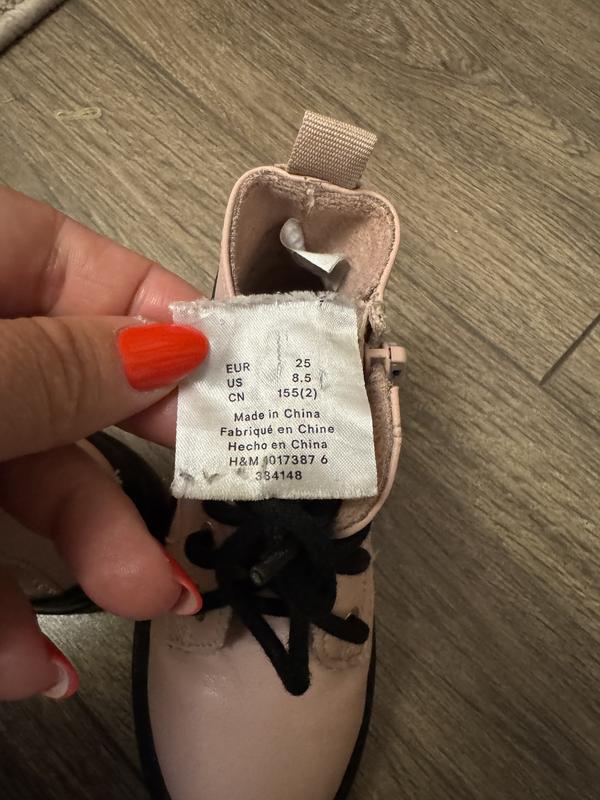 EUR 25
US 8.5
CN 155(2)
Made in China
Fabriqué en Chine
Hecho en China
H&M 1017387 6
384148